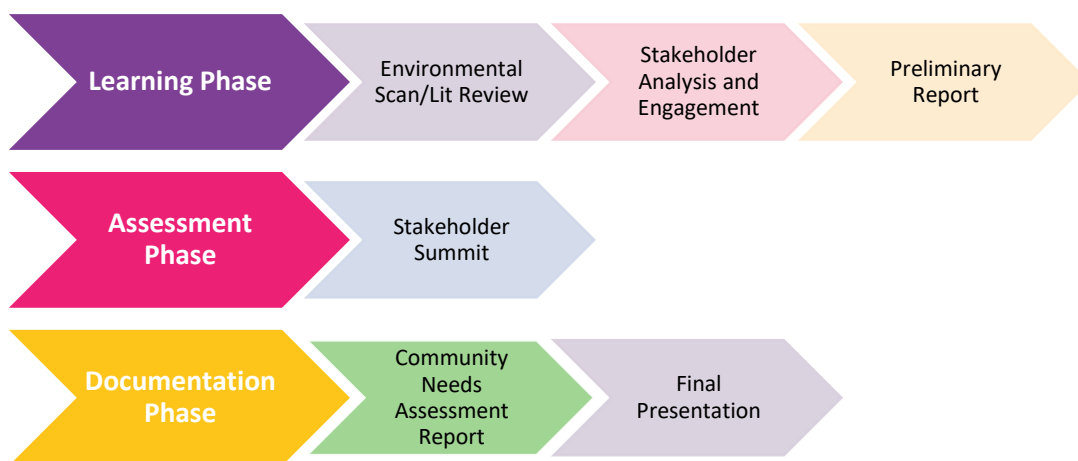 Learning Phase
Environmental
Scan/Lit Review
Stakeholder
Analysis and
Engagement
Preliminary
Report
Assessment
Phase
Stakeholder
Summit
Documentation
Phase
Community
Needs
Assessment
Report
Final
Presentation